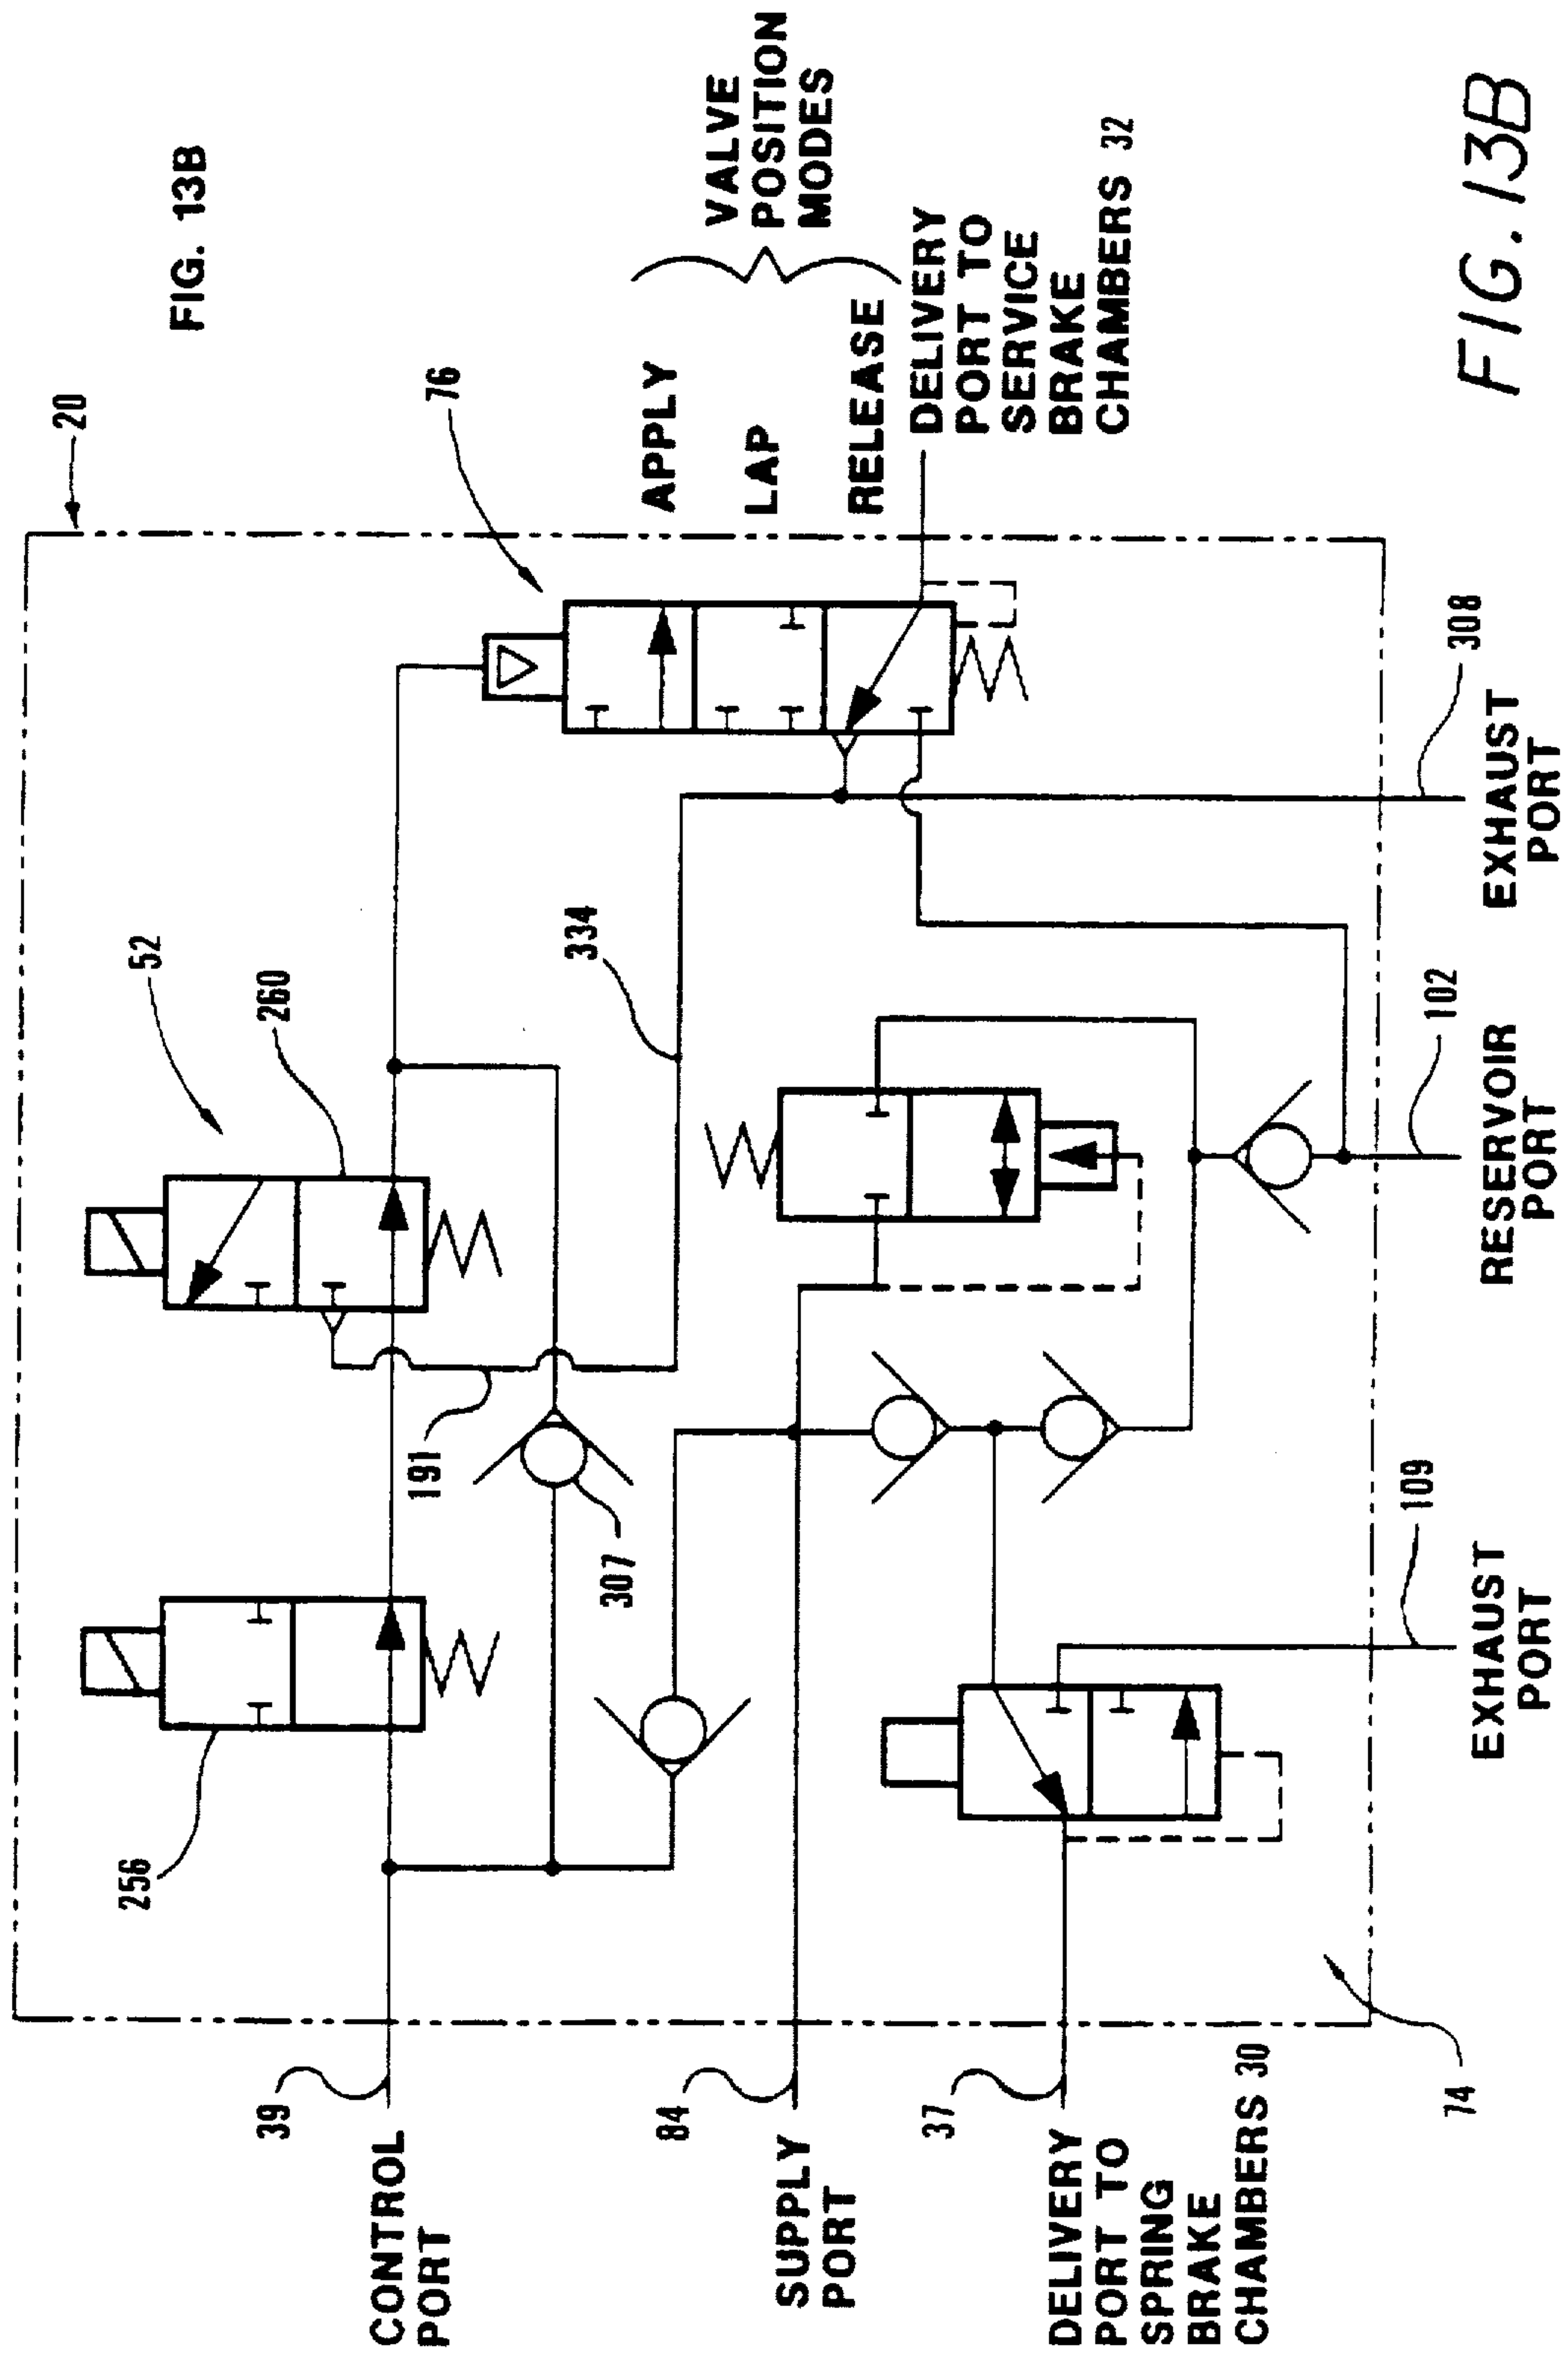 FIG. 13B
20
76
VALVE
POSITION
MODES
APPLY
LAP
RELEASE
DELIVERY
PORT TO
SERVICE
BRAKE
CHAMBERS 32
52
260
334
191
307
256
39
CONTROL
PORT
84
SUPPLY
PORT
37
DELIVERY
PORT TO
SPRING
BRAKE
CHAMBERS 30
74
109
EXHAUST
PORT
102
RESERVOIR
PORT
308
EXHAUST
PORT
FIG. 13B